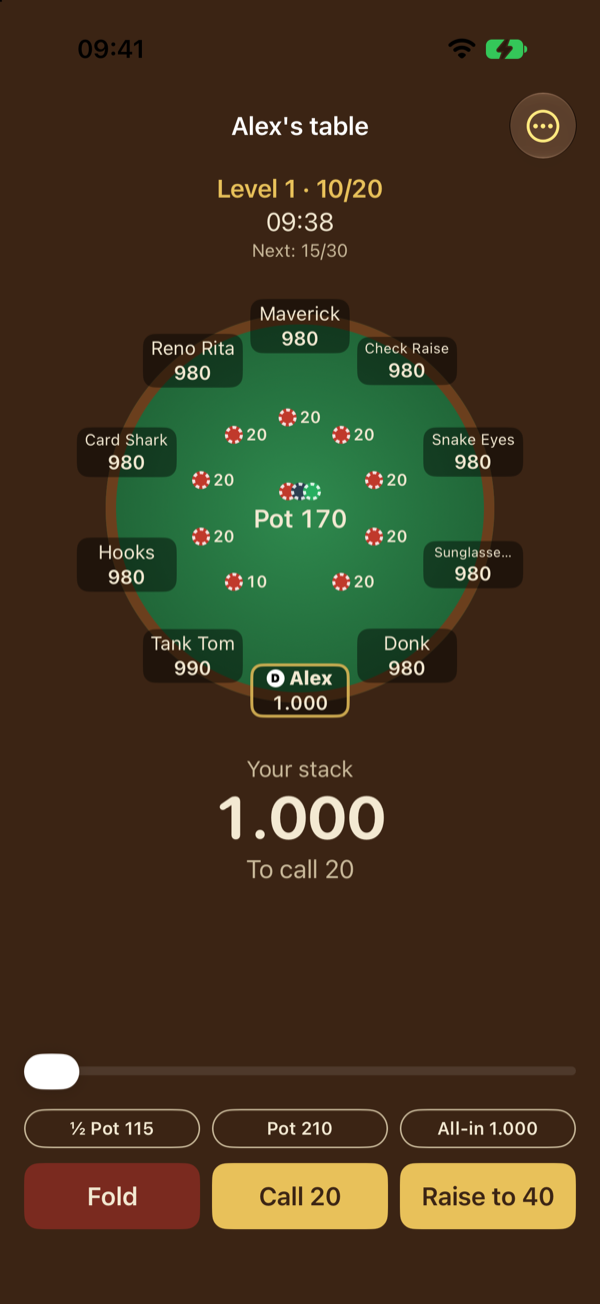 09:41
Alex's table
Level 1 · 10/20
09:38
Next: 15/30
Maverick
980
Reno Rita
980
Check Raise
980
Card Shark
980
Snake Eyes
980
Hooks
980
Sunglasse...
980
Tank Tom
990
Donk
980
D Alex
1.000
20
20
20
20
20
20
20
10
20
Pot 170
Your stack
1.000
To call 20
½ Pot 115
Pot 210
All-in 1.000
Fold
Call 20
Raise to 40